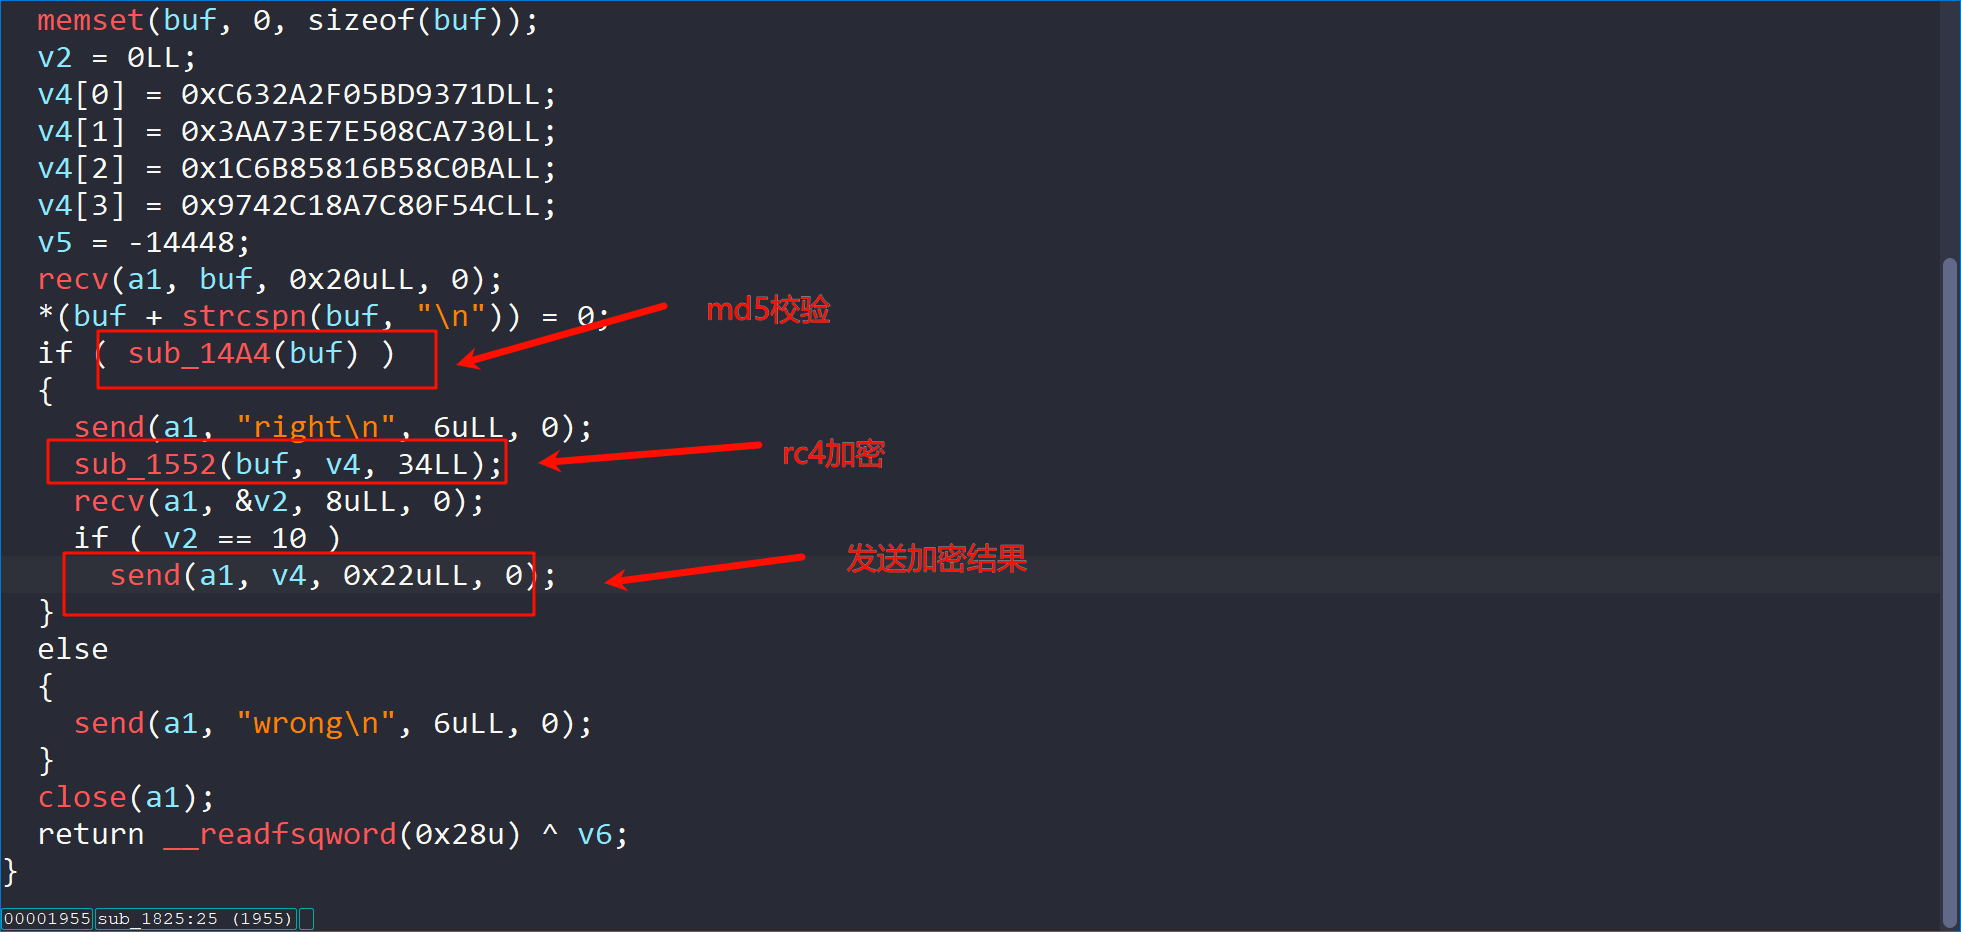 memset(buf, 0, sizeof(buf));
v2 = 0LL;
v4[0] = 0xC632A2F05BD9371DLL;
v4[1] = 0x3AA73E7E508CA730LL;
v4[2] = 0x1C6B85816B58C0BALL;
v4[3] = 0x9742C18A7C80F54CLL;
v5 = -14448;
recv(a1, buf, 0x20uLL, 0);
*(buf + strcspn(buf, "\n")) = 0;
md5校验
if ( sub_14A4(buf) )
{
send(a1, "right\n", 6uLL, 0);
sub_1552(buf, v4, 34LL);
rc4加密
recv(a1, &v2, 8uLL, 0);
if ( v2 == 10 )
send(a1, v4, 0x22uLL, 0);
发送加密结果
}
else
{
send(a1, "wrong\n", 6uLL, 0);
}
close(a1);
return __readfsqword(0x28u) ^ v6;
}
00001955 sub_1825:25 (1955)